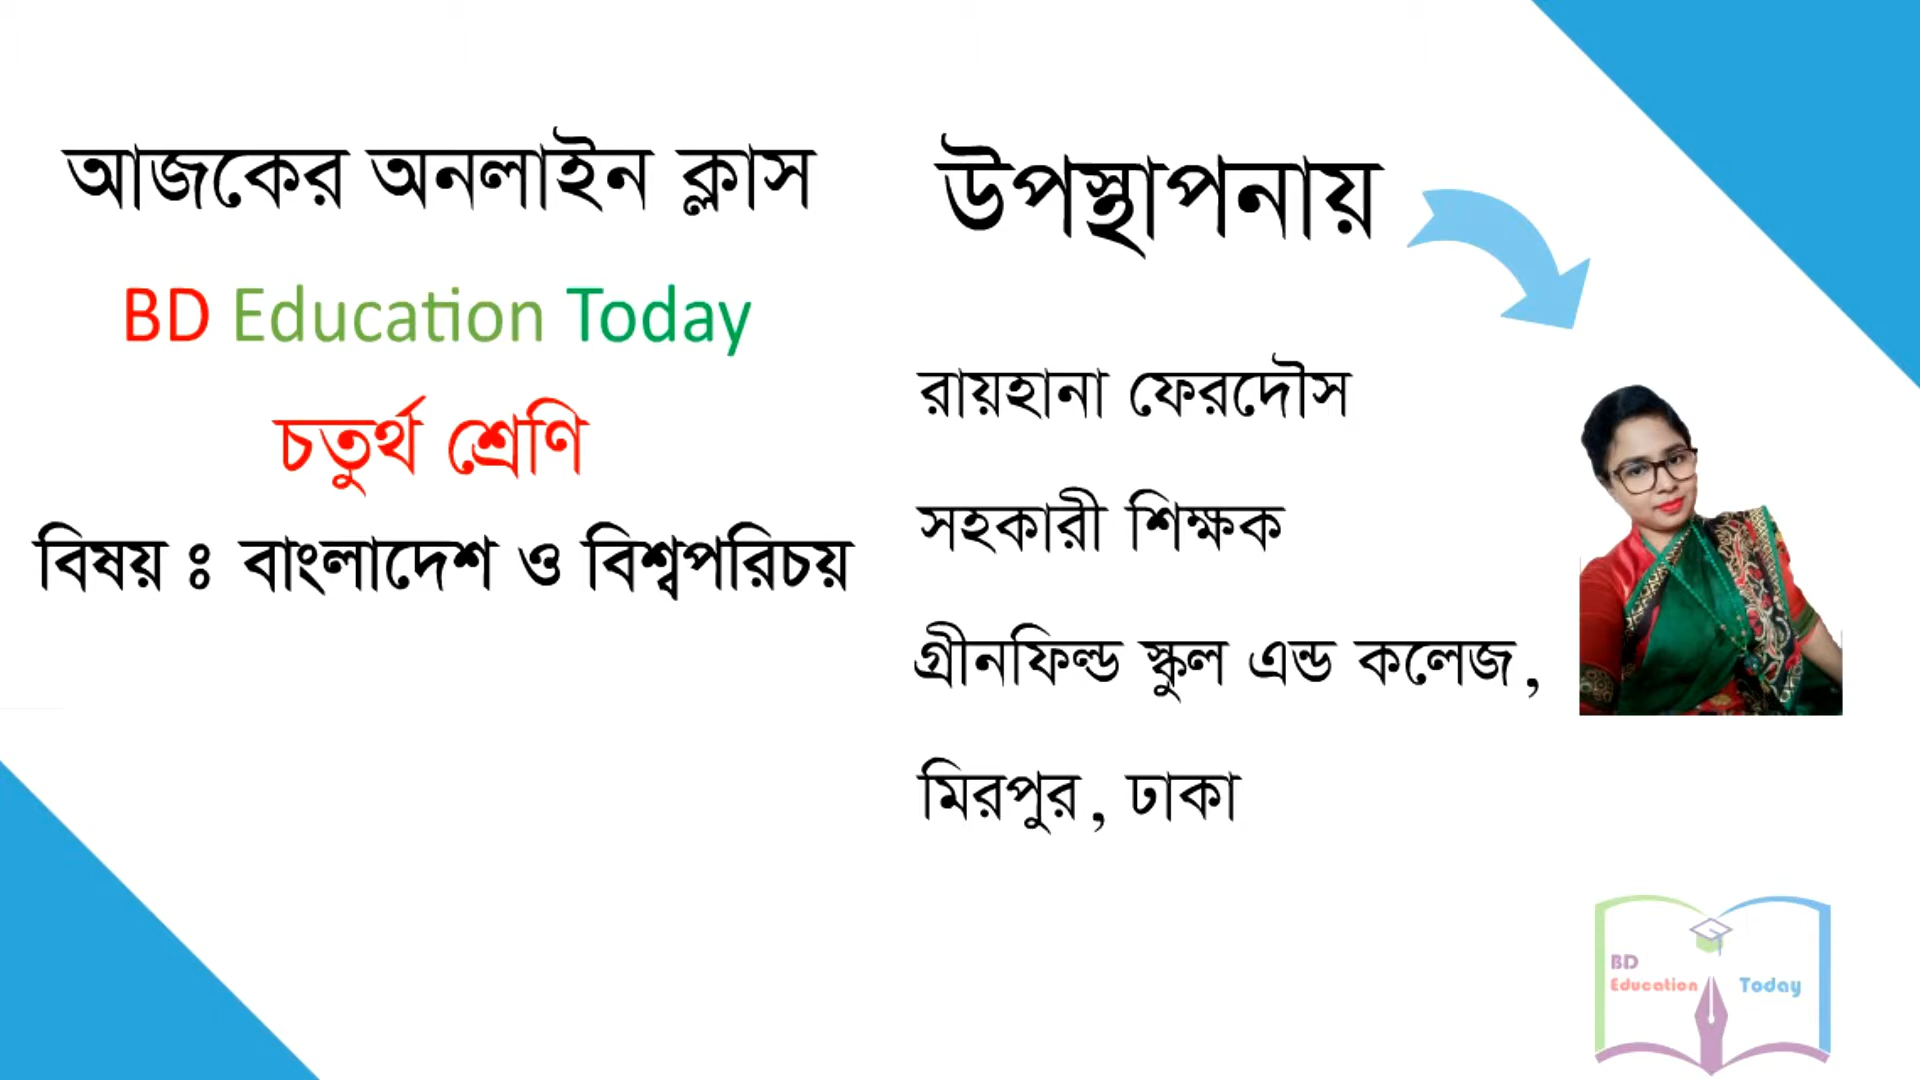 আজকের অনলাইন ক্লাস
BD Education Today
চতুর্থ শ্রেণি
বিষয় ঃ বাংলাদেশ ও বিশ্বপরিচয়
উপস্থাপনায়
রায়হানা ফেরদৌস
সহকারী শিক্ষক
গ্রীনফিল্ড স্কুল এন্ড কলেজ,
মিরপুর, ঢাকা
BD
Education Today